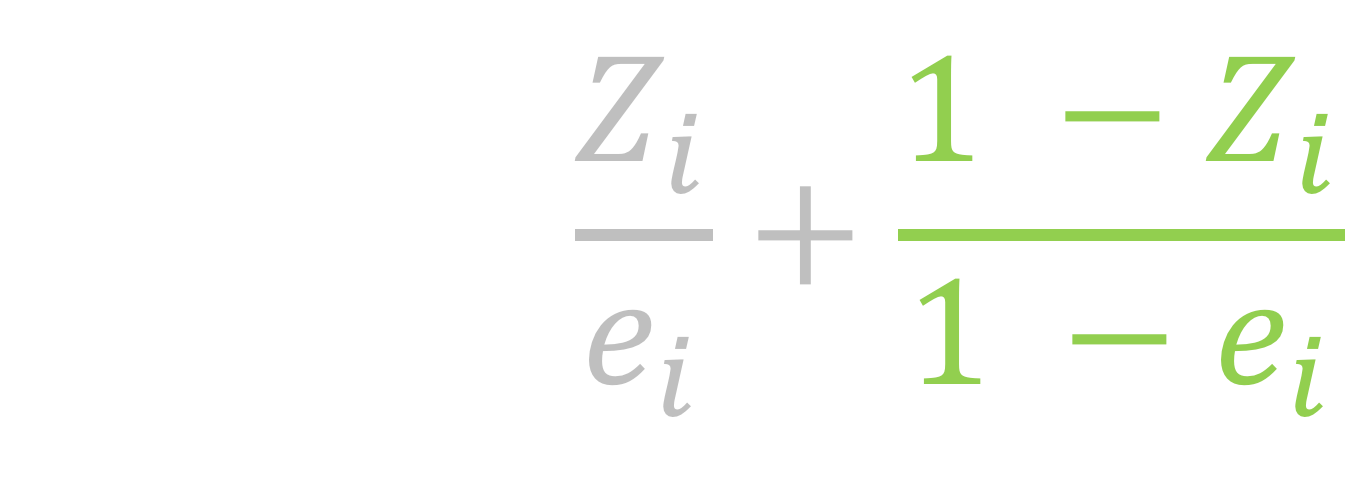 Z_i/e_i + (1 − Z_i)/(1 − e_i)